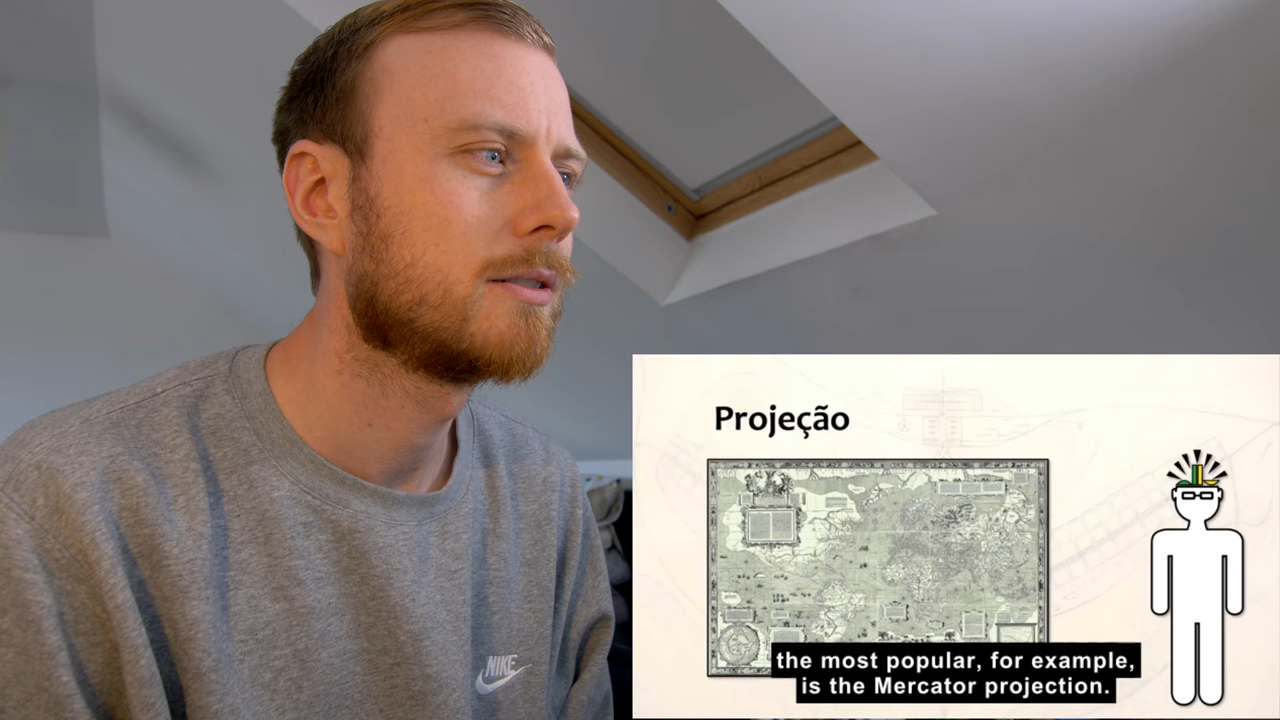 Projeção
the most popular, for example,
is the Mercator projection.
NIKE